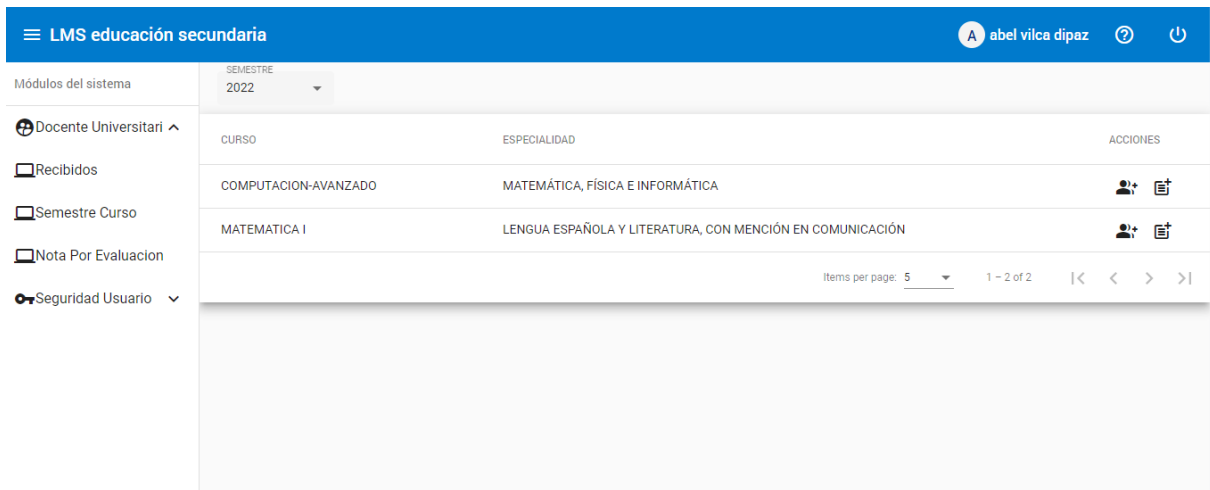 LMS educación secundaria
A abel vilca dipaz
Módulos del sistema
SEMESTRE
2022
Docente Universitari
Recibidos
Semestre Curso
Nota Por Evaluacion
Seguridad Usuario
CURSO ESPECIALIDAD ACCIONES
COMPUTACION-AVANZADO MATEMÁTICA, FÍSICA E INFORMÁTICA
MATEMATICA I LENGUA ESPAÑOLA Y LITERATURA, CON MENCIÓN EN COMUNICACIÓN
Items per page: 5 1 – 2 of 2